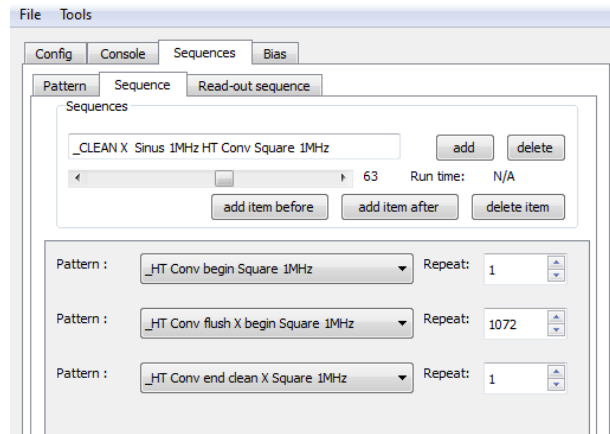 File Tools
Config Console Sequences Bias
Pattern Sequence Read-out sequence
Sequences
_CLEAN X Sinus 1MHz HT Conv Square 1MHz add delete
63 Run time: N/A
add item before add item after delete item
Pattern : _HT Conv begin Square 1MHz Repeat: 1
Pattern : _HT Conv flush X begin Square 1MHz Repeat: 1072
Pattern : _HT Conv end clean X Square 1MHz Repeat: 1